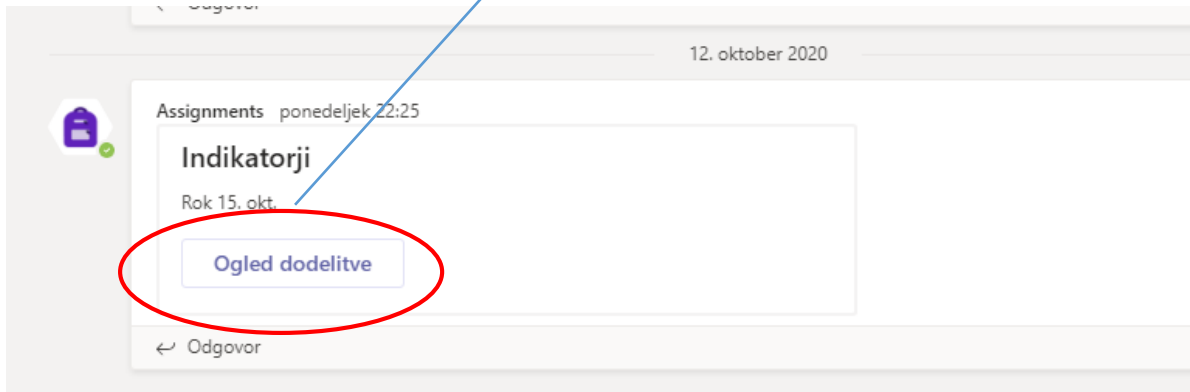 Odgovor
12. oktober 2020
Assignments ponedeljek 22:25
Indikatorji
Rok 15. okt.
Ogled dodelitve
Odgovor